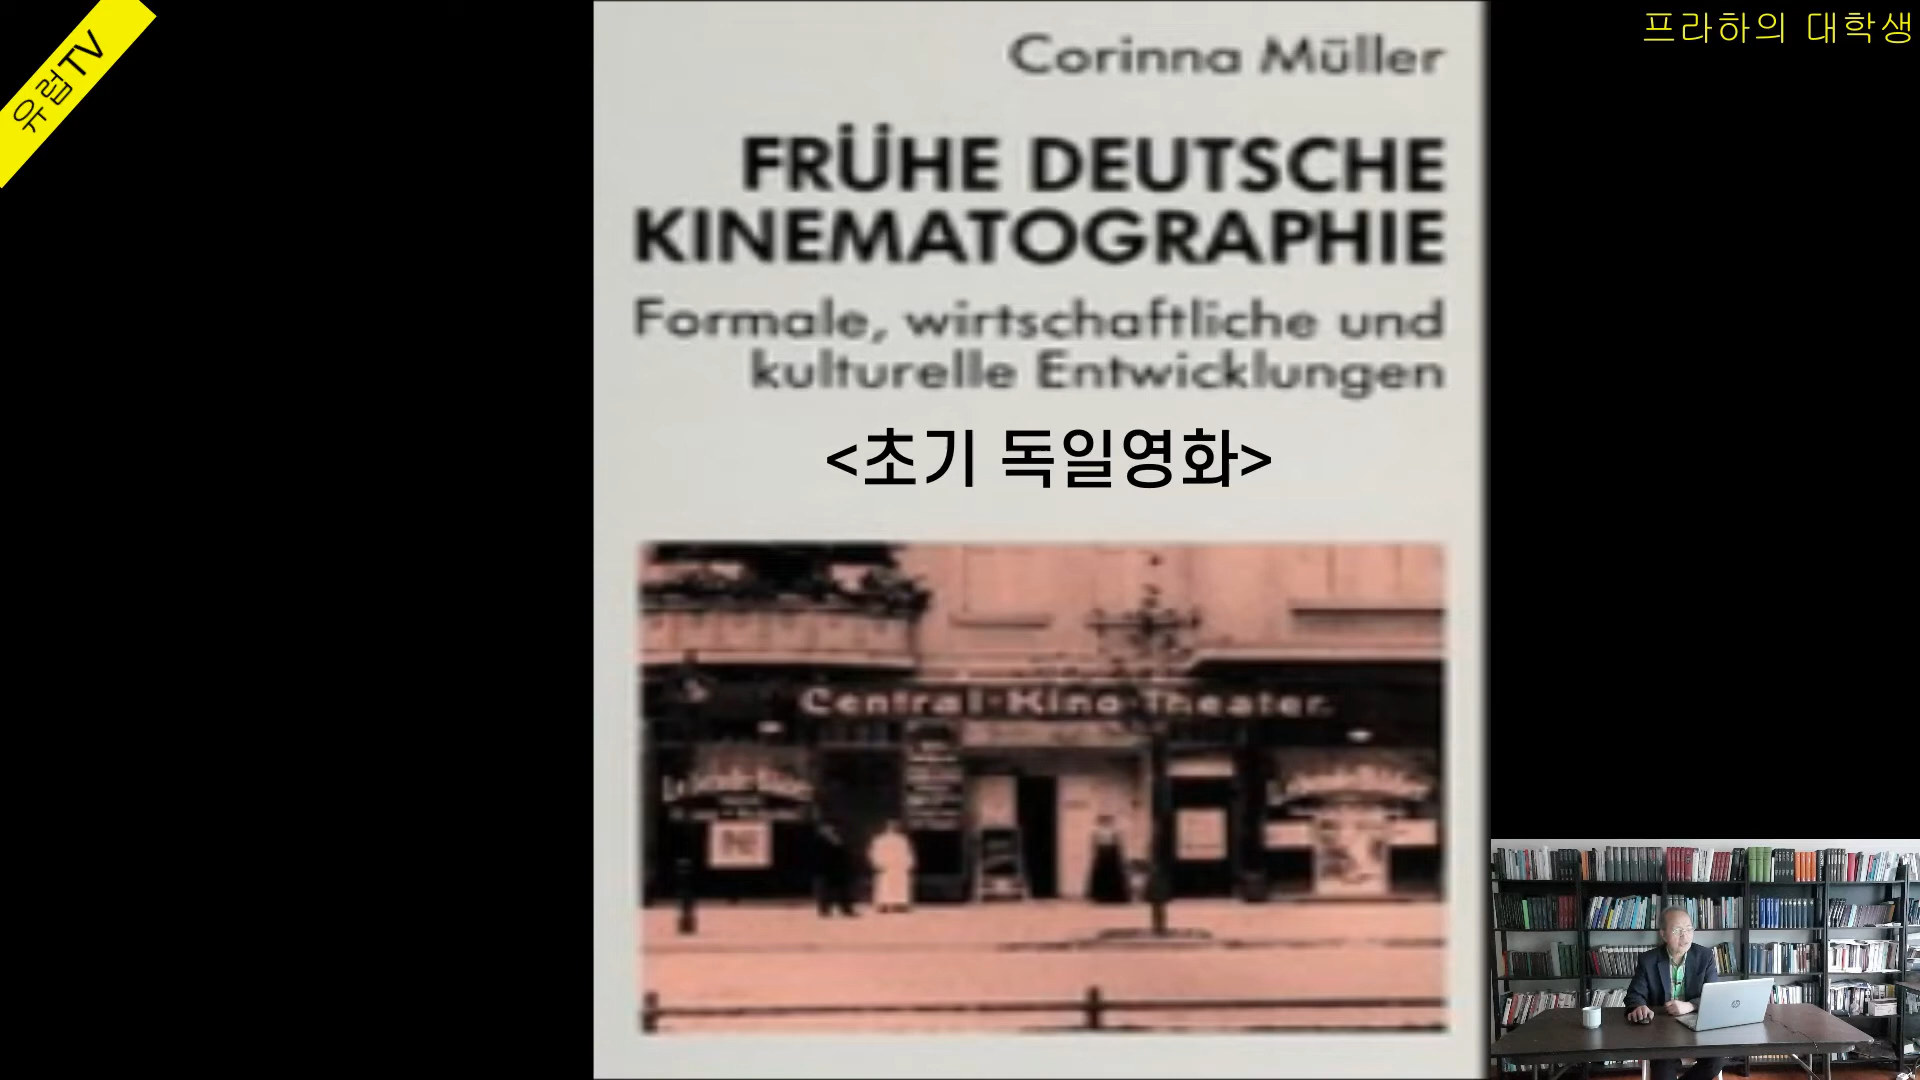 유럽TV
프라하의 대학생
Corinna Müller
FRÜHE DEUTSCHE
KINEMATOGRAPHIE
Formale, wirtschaftliche und
kulturelle Entwicklungen
<초기 독일영화>
Central-Kino-Theater.